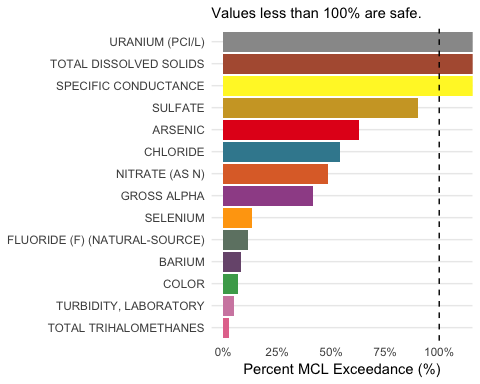 Values less than 100% are safe.
URANIUM (PCI/L)
TOTAL DISSOLVED SOLIDS
SPECIFIC CONDUCTANCE
SULFATE
ARSENIC
CHLORIDE
NITRATE (AS N)
GROSS ALPHA
SELENIUM
FLUORIDE (F) (NATURAL-SOURCE)
BARIUM
COLOR
TURBIDITY, LABORATORY
TOTAL TRIHALOMETHANES
0% 25% 50% 75% 100%
Percent MCL Exceedance (%)